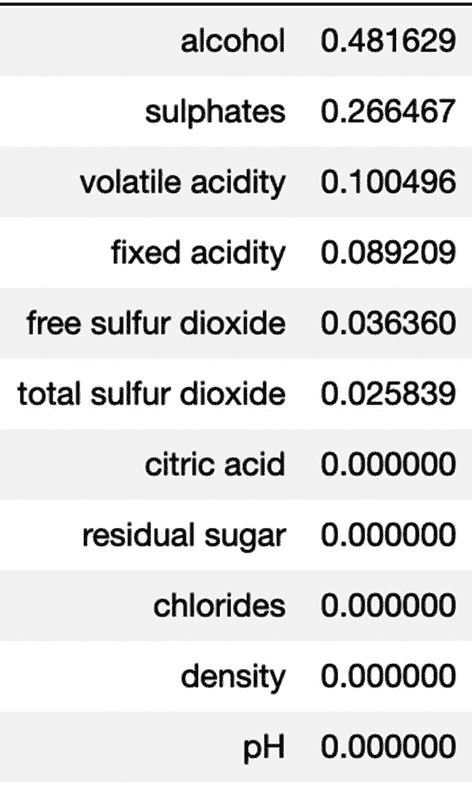 alcohol 0.481629
sulphates 0.266467
volatile acidity 0.100496
fixed acidity 0.089209
free sulfur dioxide 0.036360
total sulfur dioxide 0.025839
citric acid 0.000000
residual sugar 0.000000
chlorides 0.000000
density 0.000000
pH 0.000000